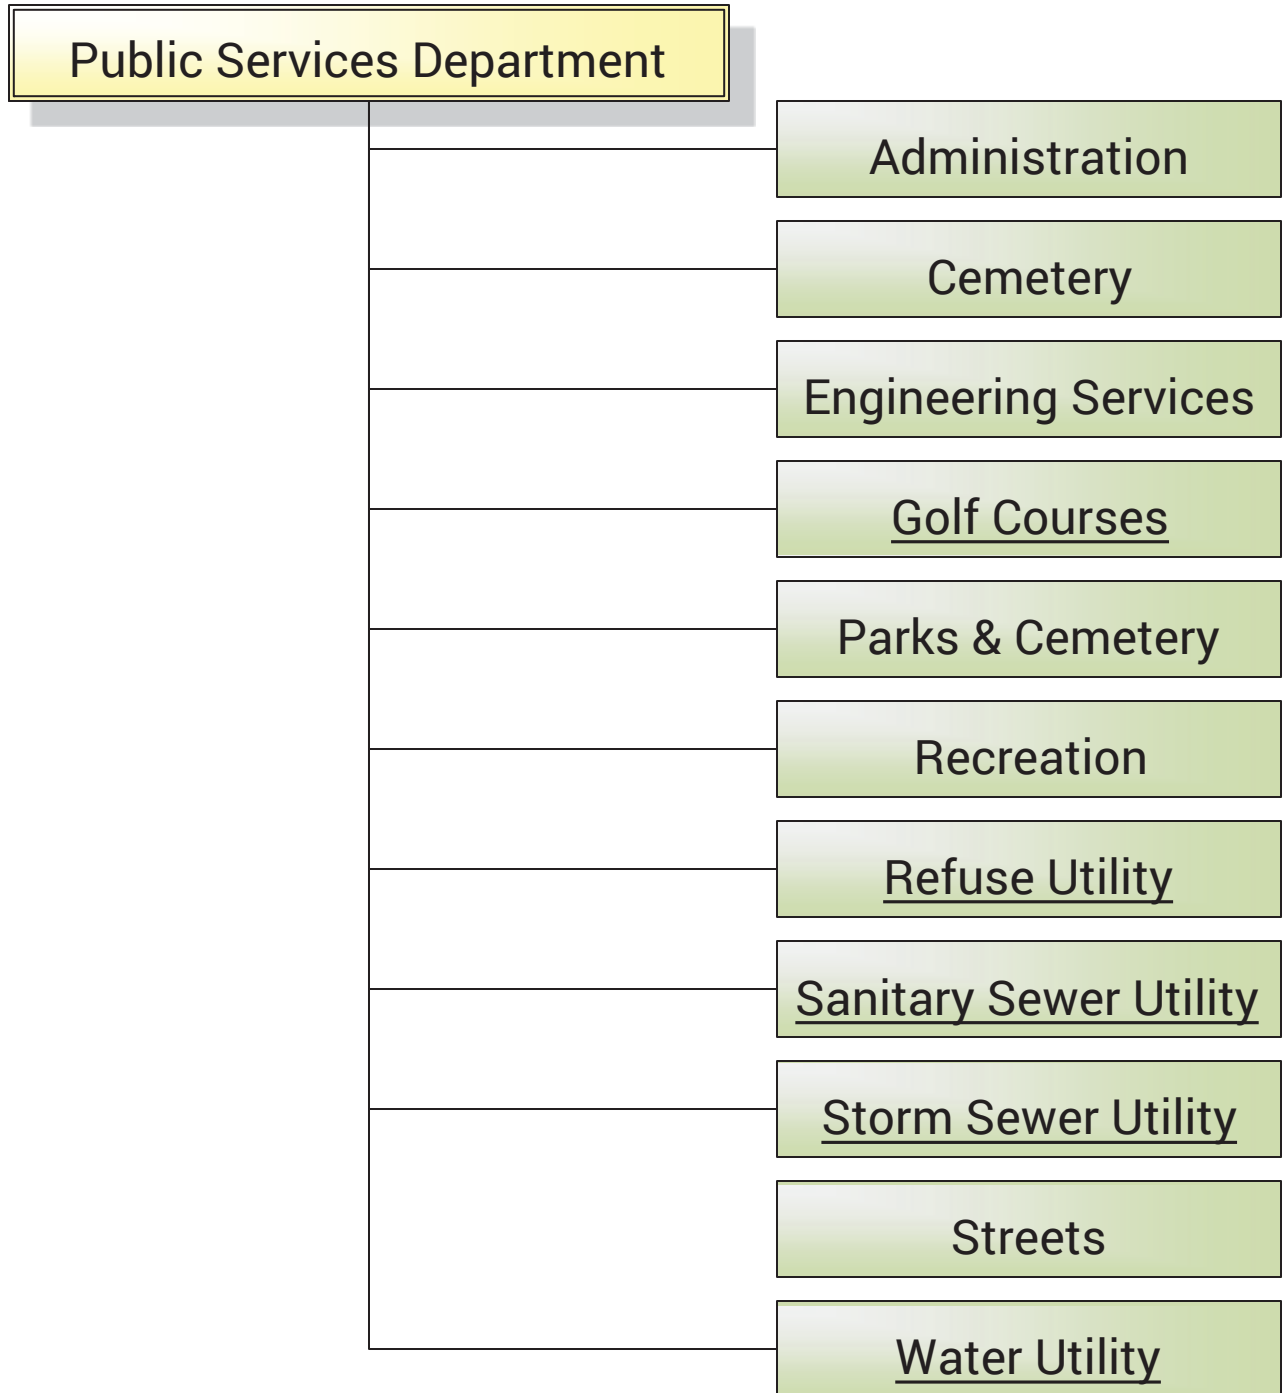 Public Services Department
Administration
Cemetery
Engineering Services
Golf Courses
Parks & Cemetery
Recreation
Refuse Utility
Sanitary Sewer Utility
Storm Sewer Utility
Streets
Water Utility